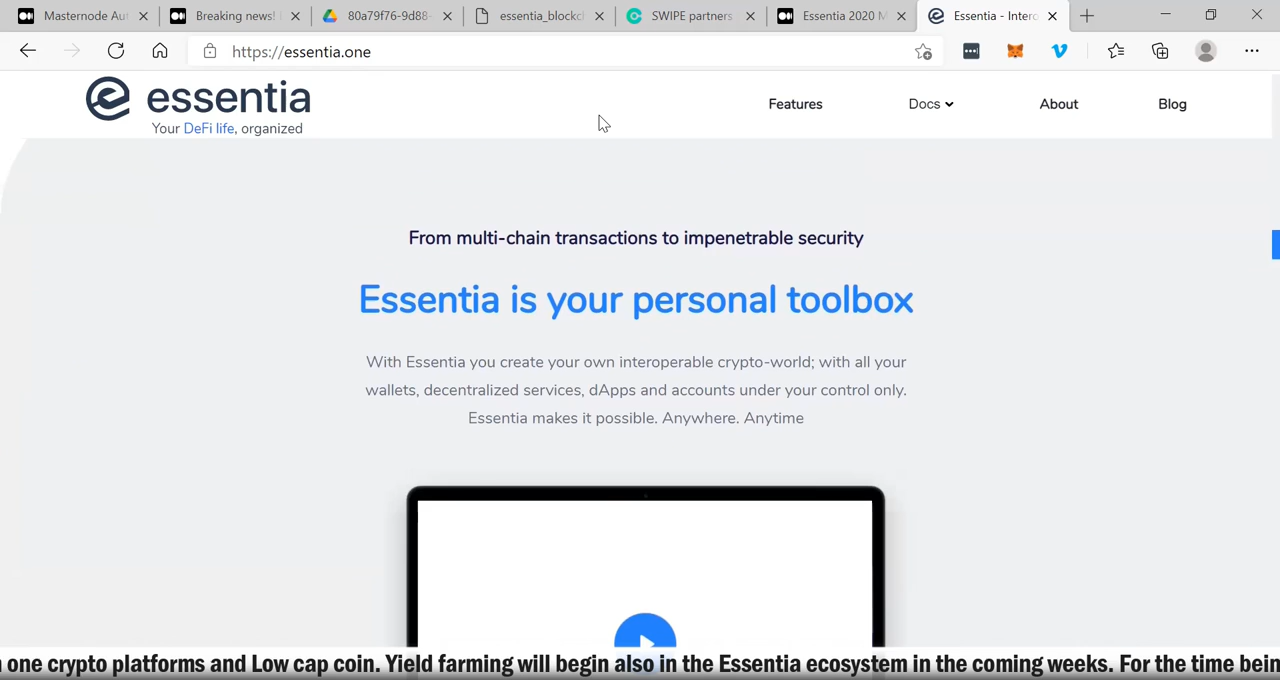 Masternode Au
Breaking news!
80a79f76-9d88-
essentia_blockc
SWIPE partners
Essentia 2020 M
Essentia - Intero
https://essentia.one
essentia
Your DeFi life, organized
Features
Docs
About
Blog
From multi-chain transactions to impenetrable security
Essentia is your personal toolbox
With Essentia you create your own interoperable crypto-world; with all your
wallets, decentralized services, dApps and accounts under your control only.
Essentia makes it possible. Anywhere. Anytime
one crypto platforms and Low cap coin. Yield farming will begin also in the Essentia ecosystem in the coming weeks. For the time bein